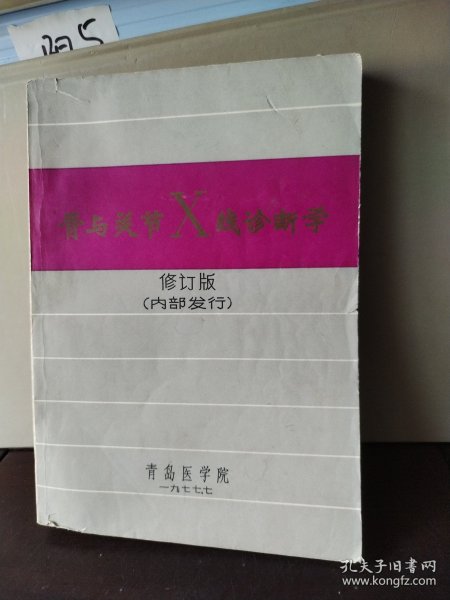 骨与关节X线诊断学
修订版
(内部发行)
青岛医学院
一九七七.七
孔夫子旧书网
www.kongfz.com